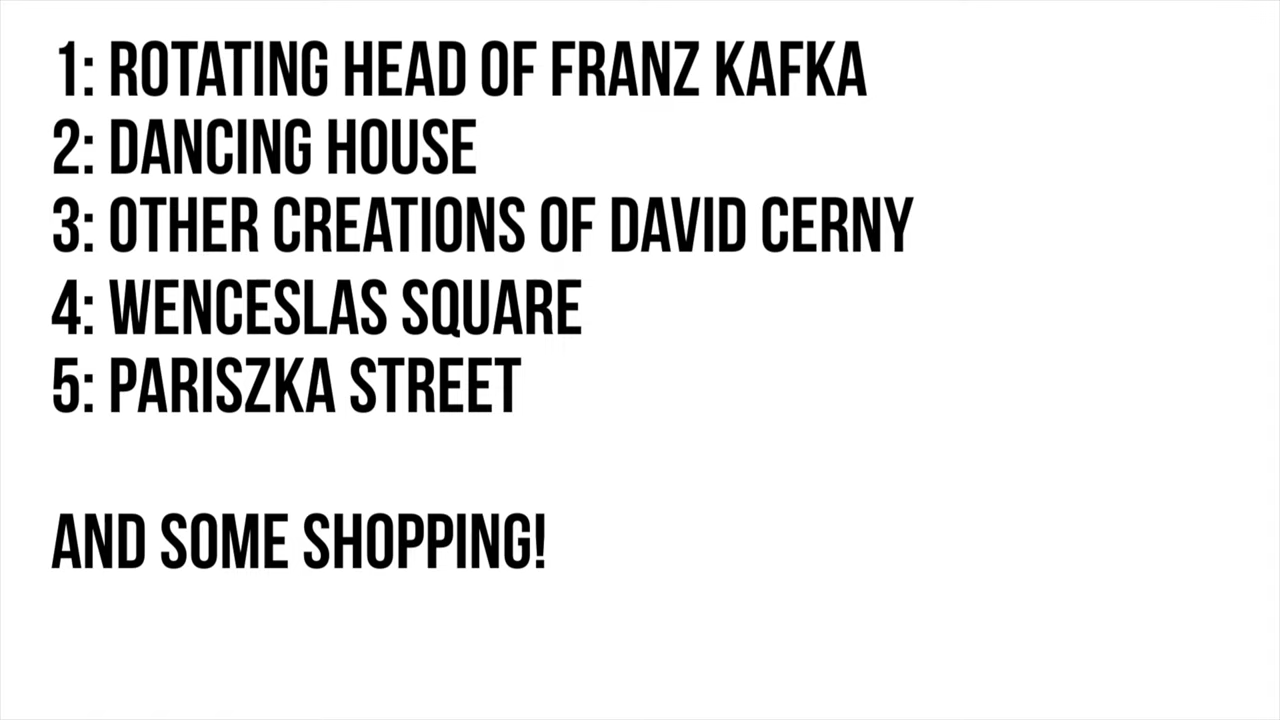 1: ROTATING HEAD OF FRANZ KAFKA
2: DANCING HOUSE
3: OTHER CREATIONS OF DAVID CERNY
4: WENCESLAS SQUARE
5: PARISZKA STREET
AND SOME SHOPPING!